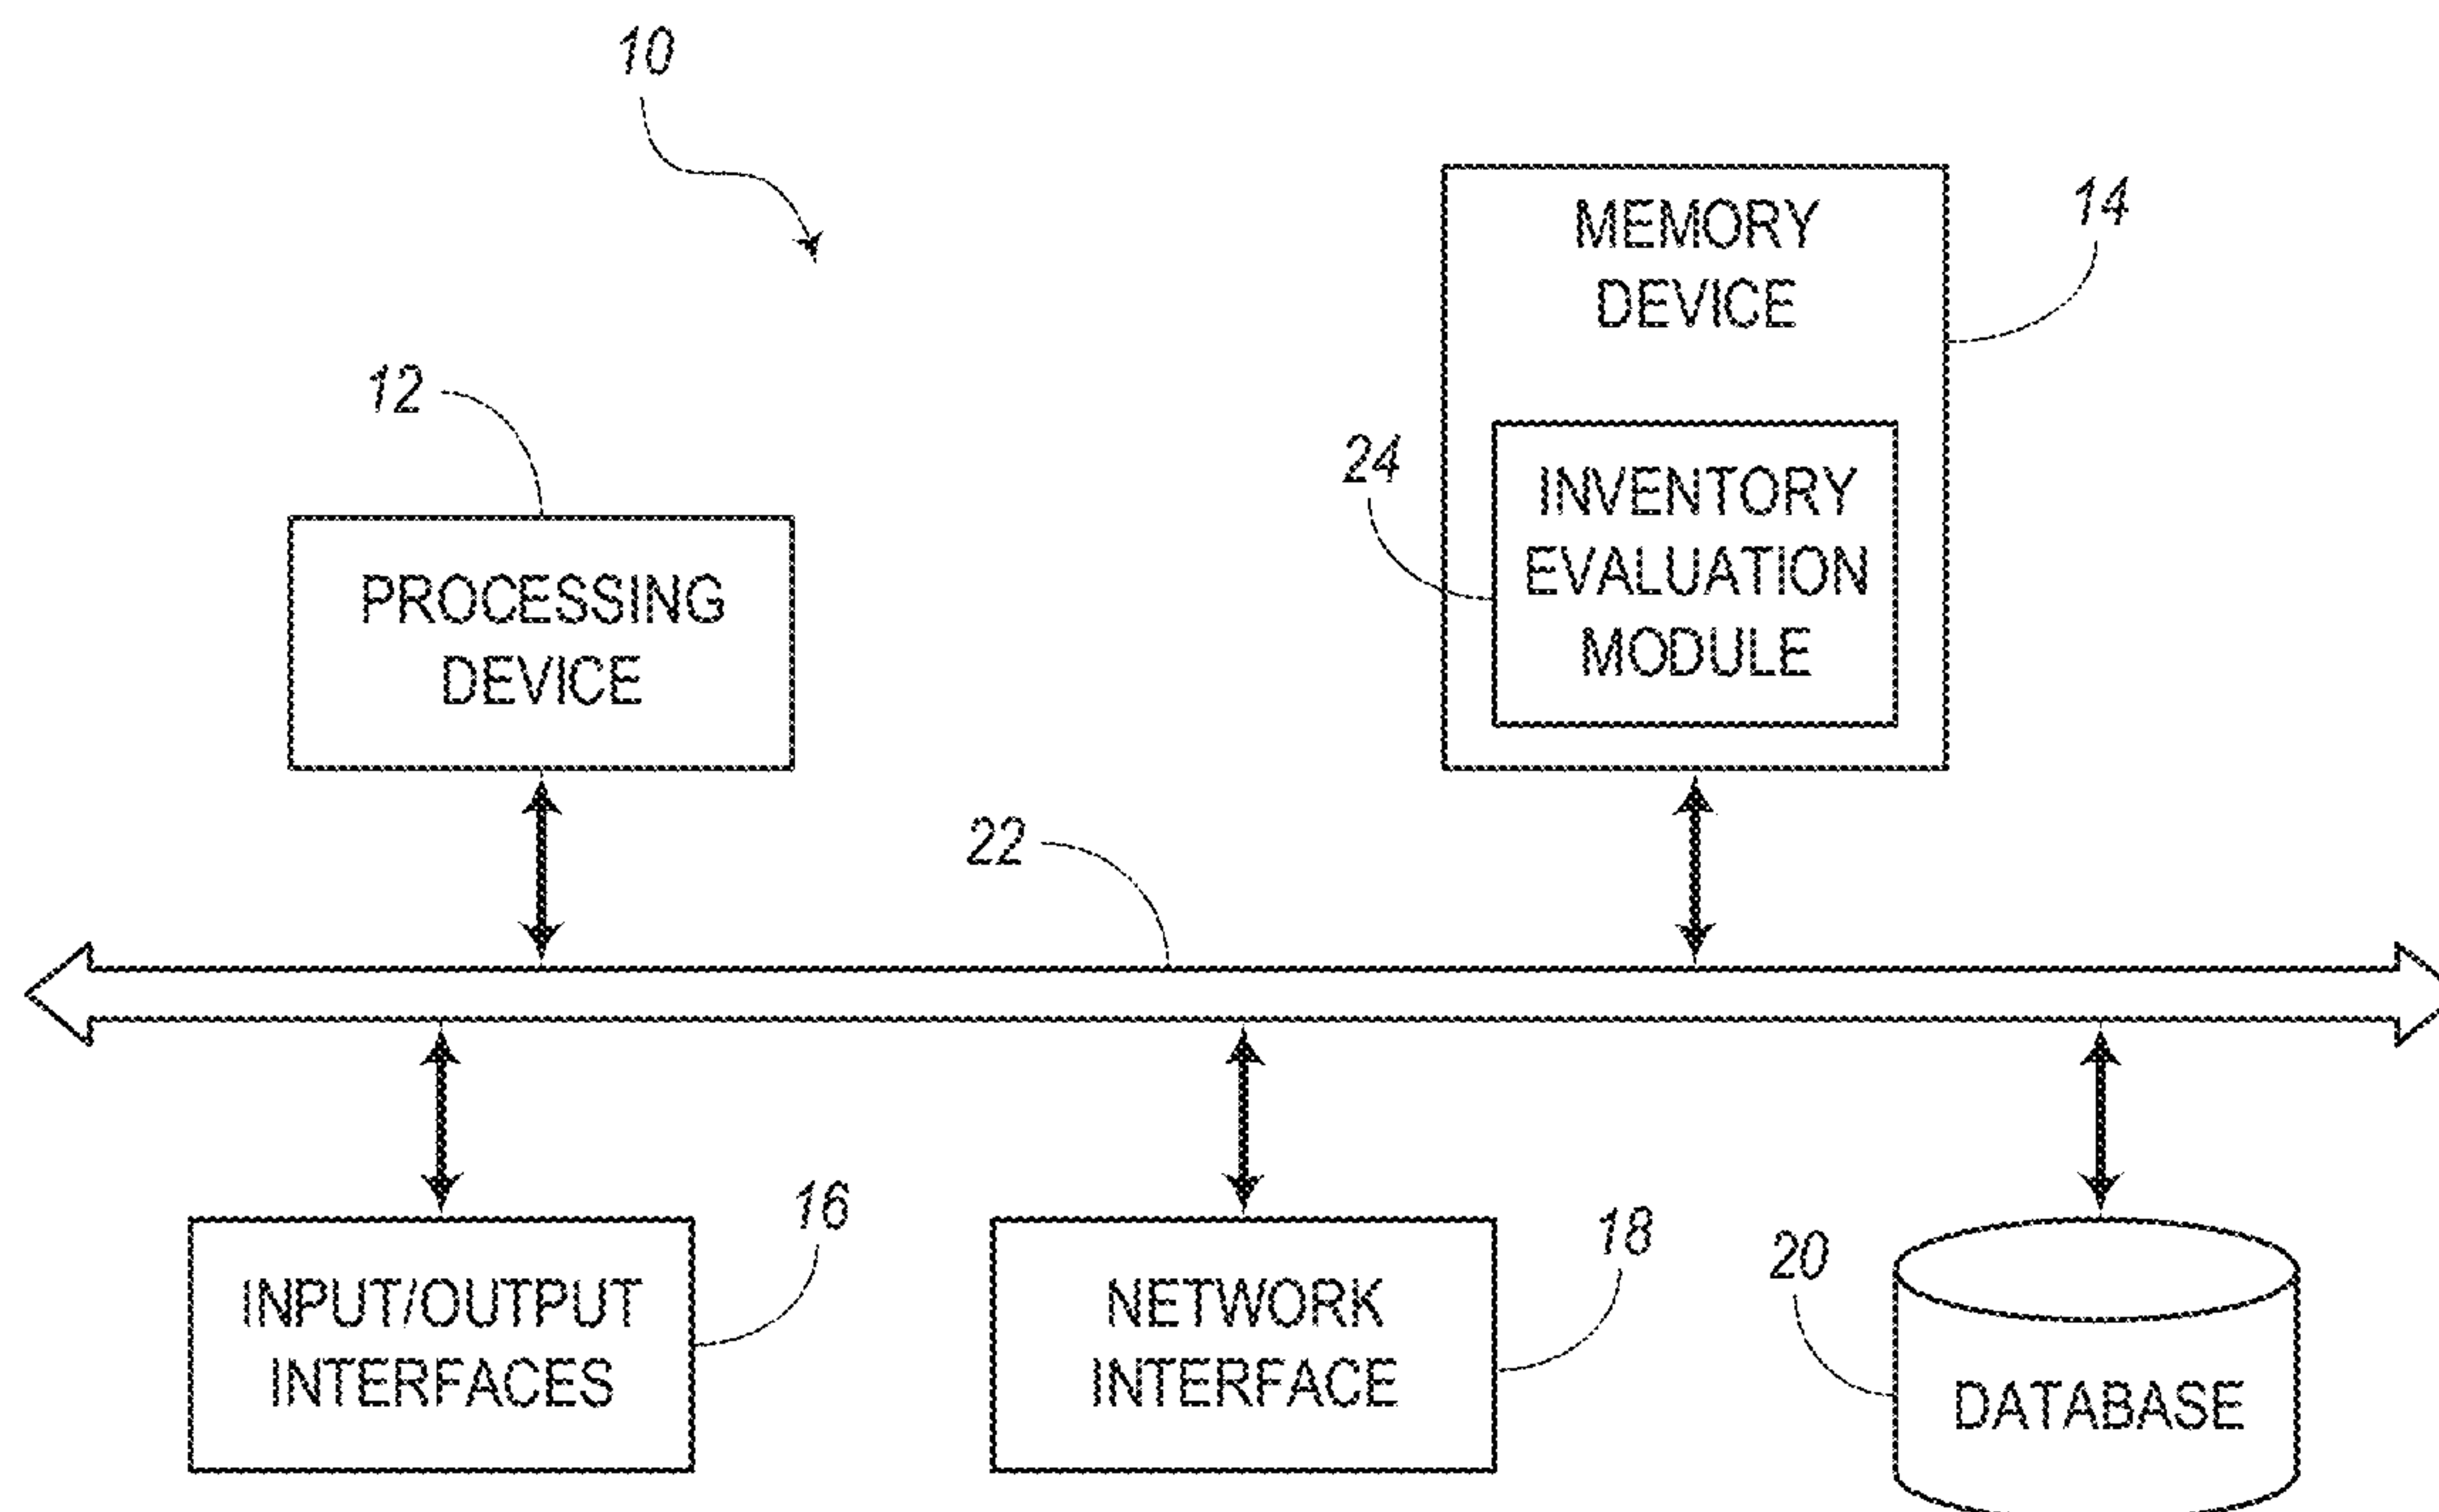 10
MEMORY
DEVICE
14
12
24
INVENTORY
EVALUATION
MODULE
PROCESSING
DEVICE
22
16
18
20
INPUT/OUTPUT
INTERFACES
NETWORK
INTERFACE
DATABASE